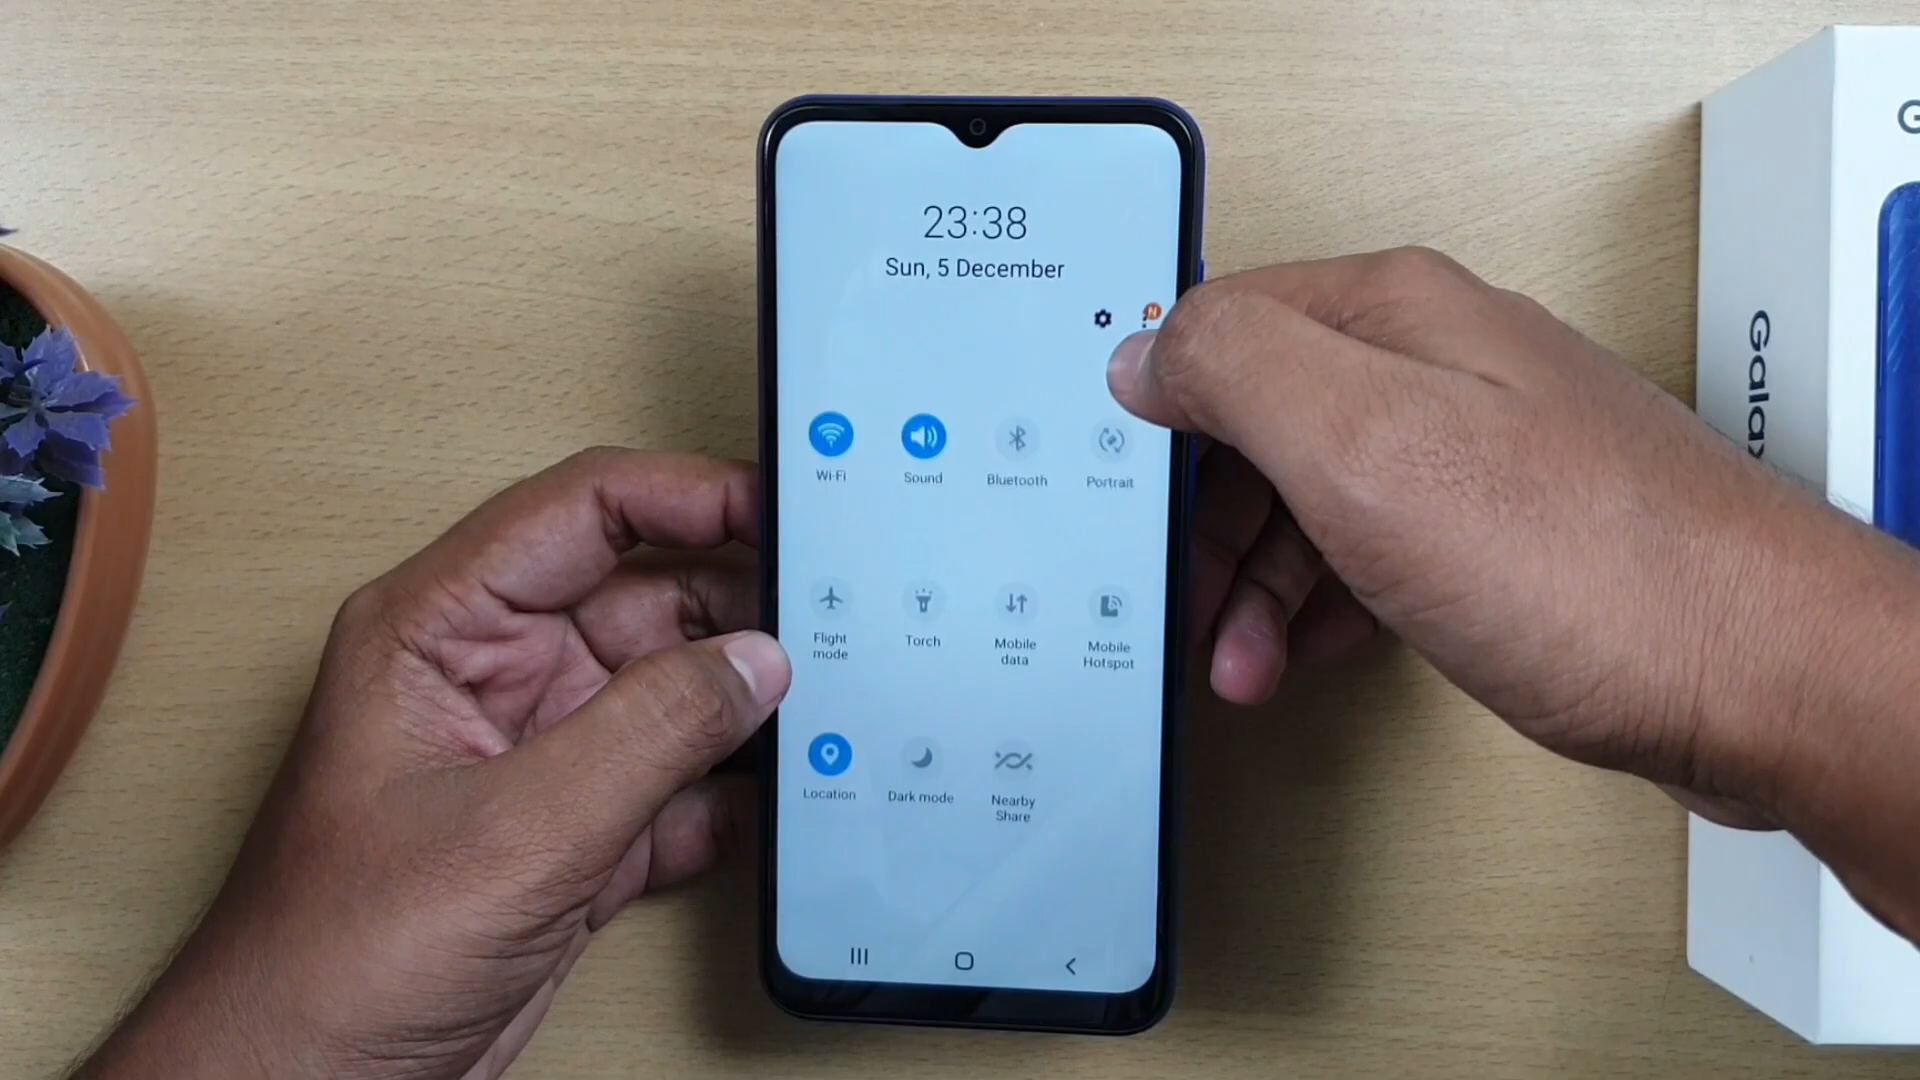 23:38
Sun, 5 December
N
Wi-Fi
Sound
Bluetooth
Portrait
Flight
mode
Torch
Mobile
data
Mobile
Hotspot
Location
Dark mode
Nearby
Share
G
Galax